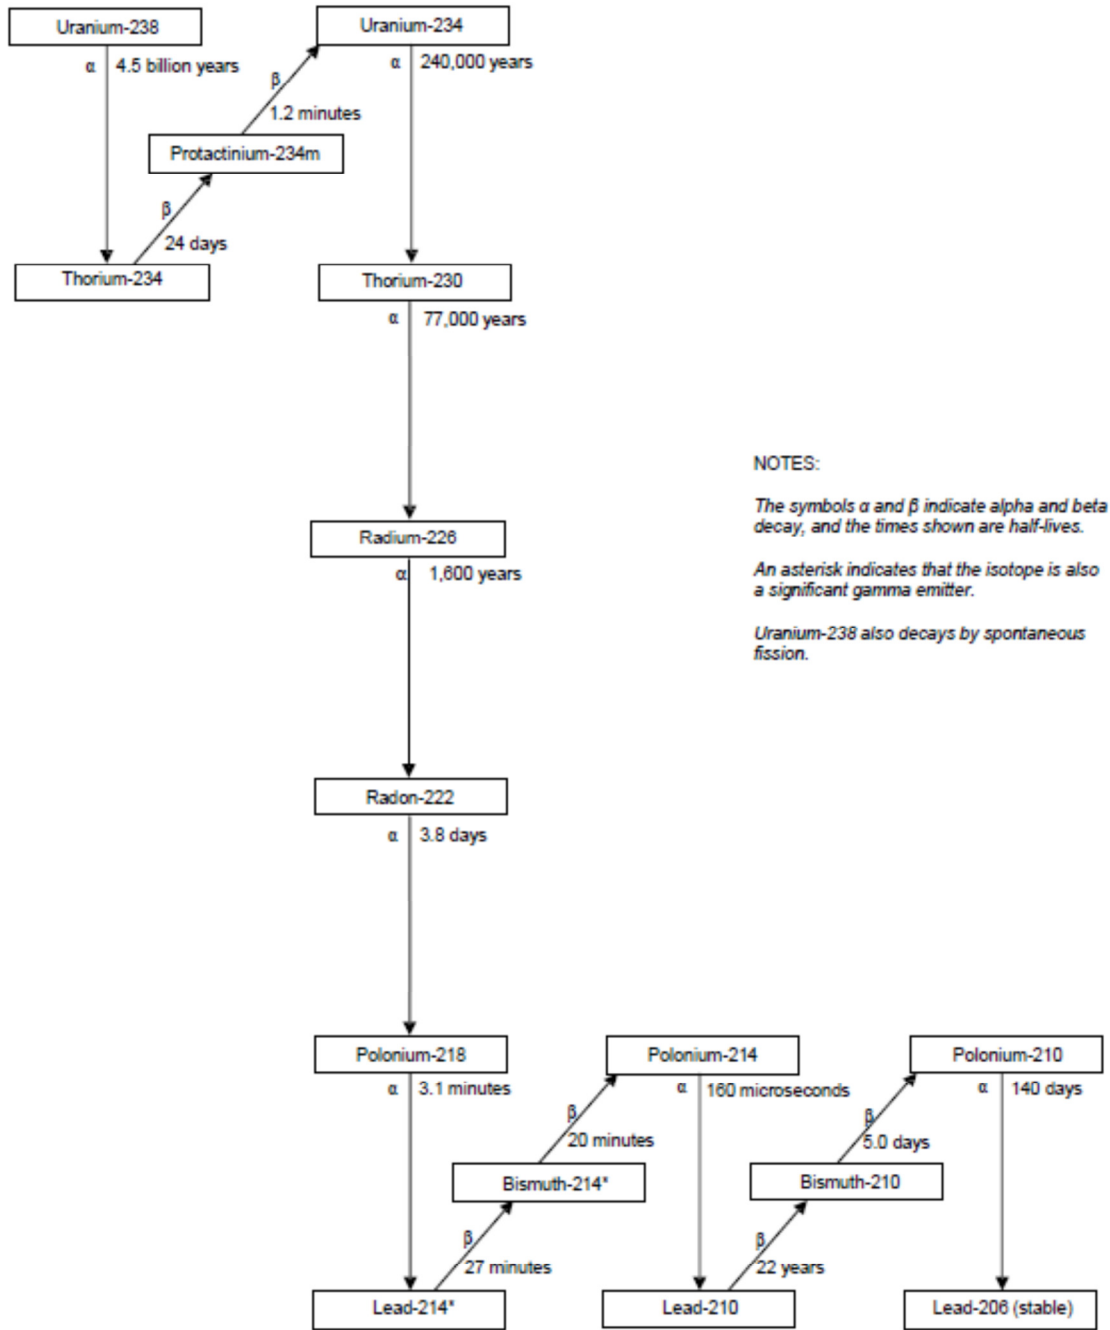 Uranium-238
Uranium-234
α 4.5 billion years
α 240,000 years
β
1.2 minutes
Protactinium-234m
β
24 days
Thorium-234
Thorium-230
α 77,000 years
NOTES:
The symbols α and β indicate alpha and beta
decay, and the times shown are half-lives.
An asterisk indicates that the isotope is also
a significant gamma emitter.
Uranium-238 also decays by spontaneous
fission.
Radium-226
α 1,600 years
Radon-222
α 3.8 days
Polonium-218
Polonium-214
Polonium-210
α 3.1 minutes
α 160 microseconds
α 140 days
β
20 minutes
β
5.0 days
Bismuth-214*
Bismuth-210
β
27 minutes
β
22 years
Lead-214*
Lead-210
Lead-206 (stable)